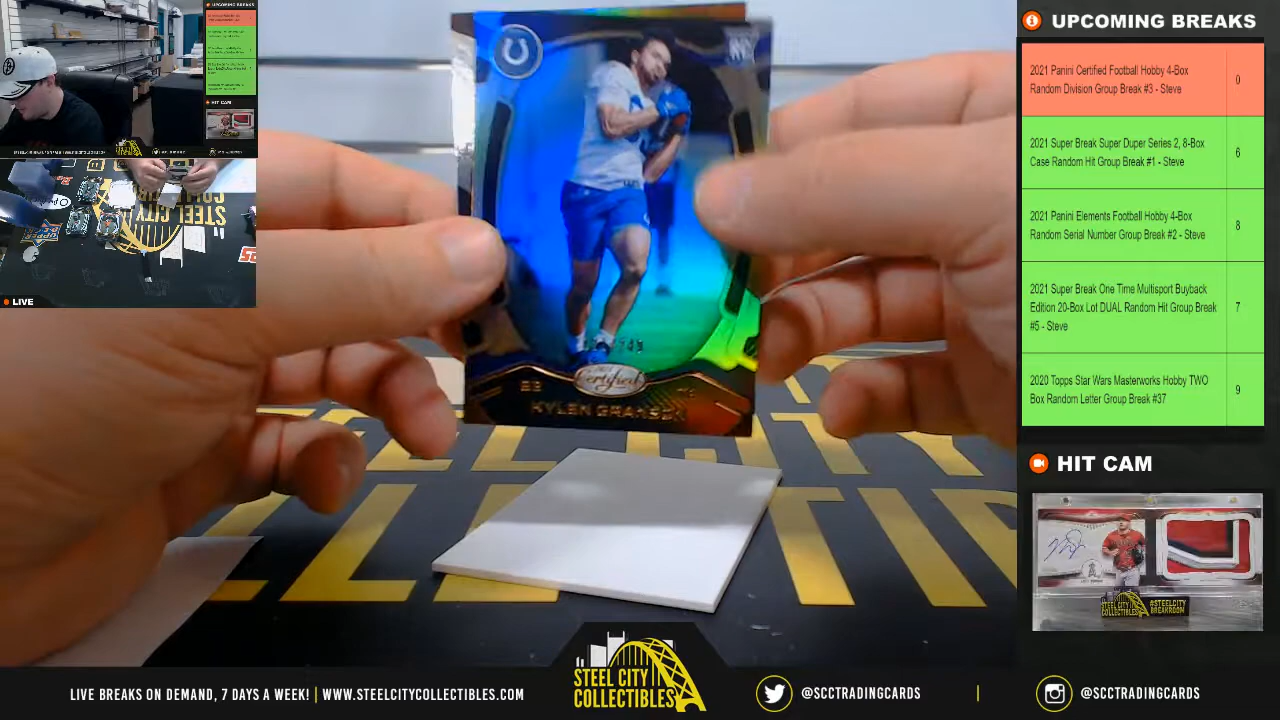 UPCOMING BREAKS
2021 Panini Certified Football Hobby 4-Box
Random Division Group Break #3 - Steve
0
2021 Super Break Super Duper Series 2, 8-Box
Case Random Hit Group Break #1 - Steve
6
2021 Panini Elements Football Hobby 4-Box
Random Serial Number Group Break #2 - Steve
8
2021 Super Break One Time Multisport Buyback
Edition 20-Box Lot DUAL Random Hit Group Break
#5 - Steve
7
2020 Topps Star Wars Masterworks Hobby TWO
Box Random Letter Group Break #37
9
HIT CAM
LIVE
Certified
KYLEN GRANSON
STEEL CITY
COLLECTIBLES
#STEELCITY
BREAKROOM
LIVE BREAKS ON DEMAND, 7 DAYS A WEEK! | WWW.STEELCITYCOLLECTIBLES.COM
STEEL CITY
COLLECTIBLES
@SCCTRADINGCARDS
@SCCTRADINGCARDS